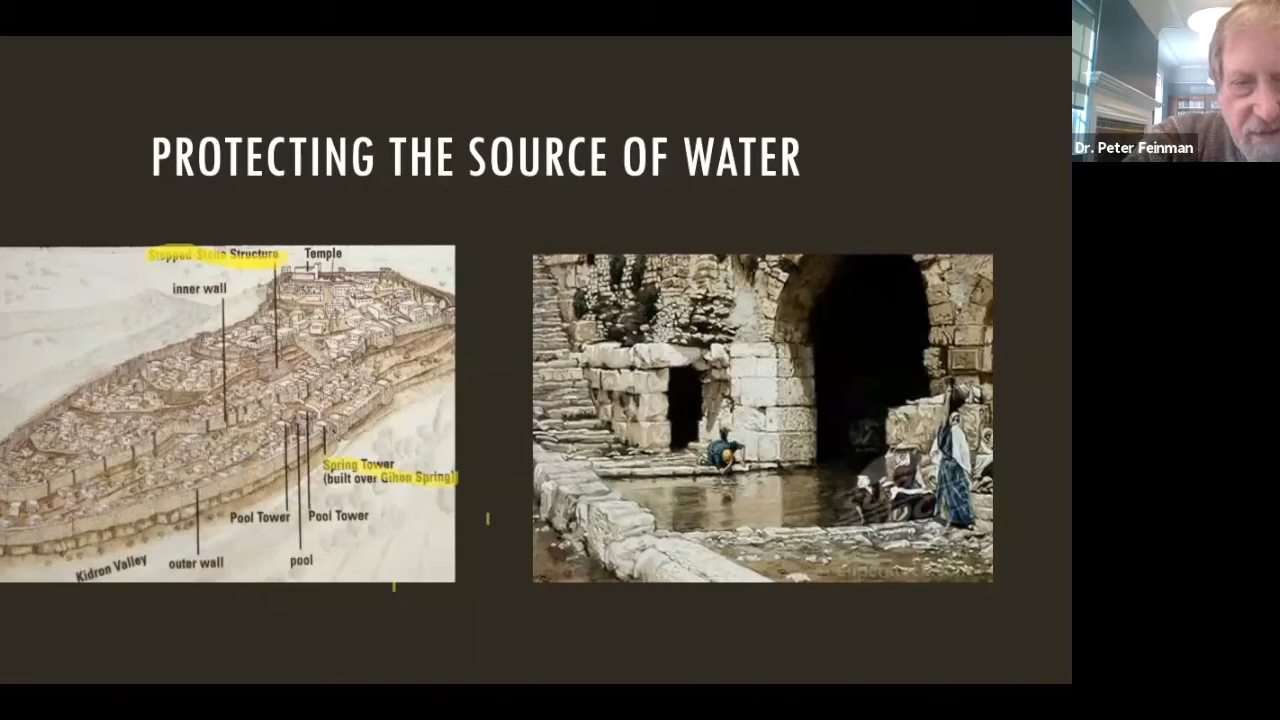 PROTECTING THE SOURCE OF WATER
Stepped Stone Structure
Temple
inner wall
Spring Tower
(built over Gihon Spring)
Pool Tower
Pool Tower
Kidron Valley
outer wall
pool
Dr. Peter Feinman